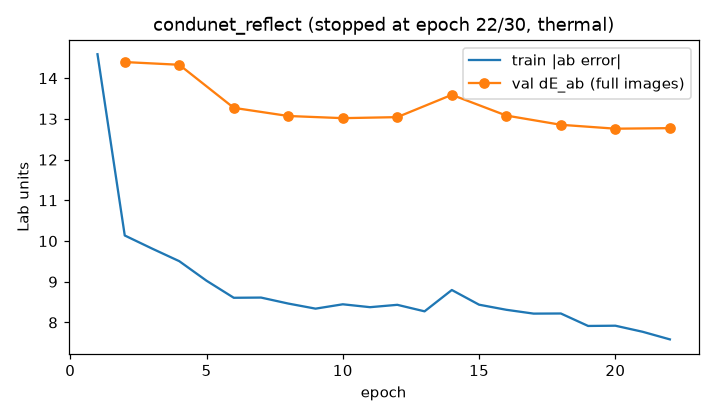 condunet_reflect (stopped at epoch 22/30, thermal)
train |ab error|
val dE_ab (full images)
Lab units
14
13
12
11
10
9
8
0 5 10 15 20
epoch